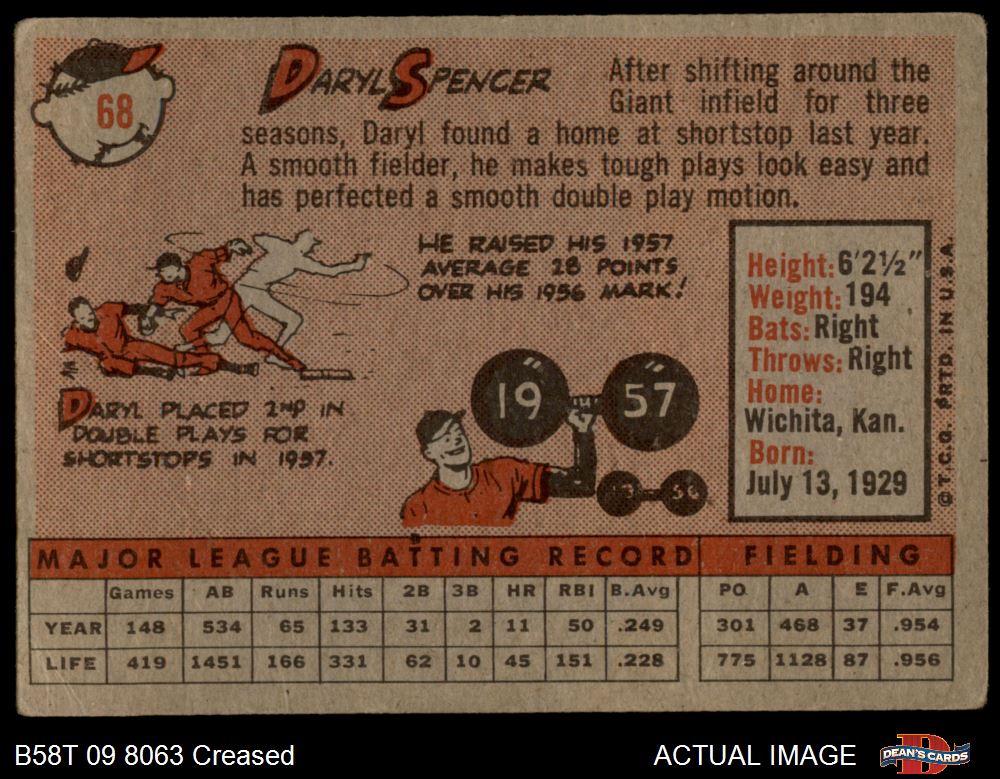 68
DARYL SPENCER
After shifting around the
Giant infield for three
seasons, Daryl found a home at shortstop last year.
A smooth fielder, he makes tough plays look easy and
has perfected a smooth double play motion.
HE RAISED HIS 1957
AVERAGE 28 POINTS
OVER HIS 1956 MARK!
DARYL PLACED 2ND IN
DOUBLE PLAYS FOR
SHORTSTOPS IN 1957.
19 57
19 56
Height: 6'2½"
Weight: 194
Bats: Right
Throws: Right
Home:
Wichita, Kan.
Born:
July 13, 1929
© T.C.G. PRTD. IN U.S.A.
MAJOR LEAGUE BATTING RECORD FIELDING
Games AB Runs Hits 2B 3B HR RBI B.Avg PO A E F.Avg
YEAR 148 534 65 133 31 2 11 50 .249 301 468 37 .954
LIFE 419 1451 166 331 62 10 45 151 .228 775 1128 87 .956
B58T 09 8063 Creased
ACTUAL IMAGE
DEAN'S CARDS